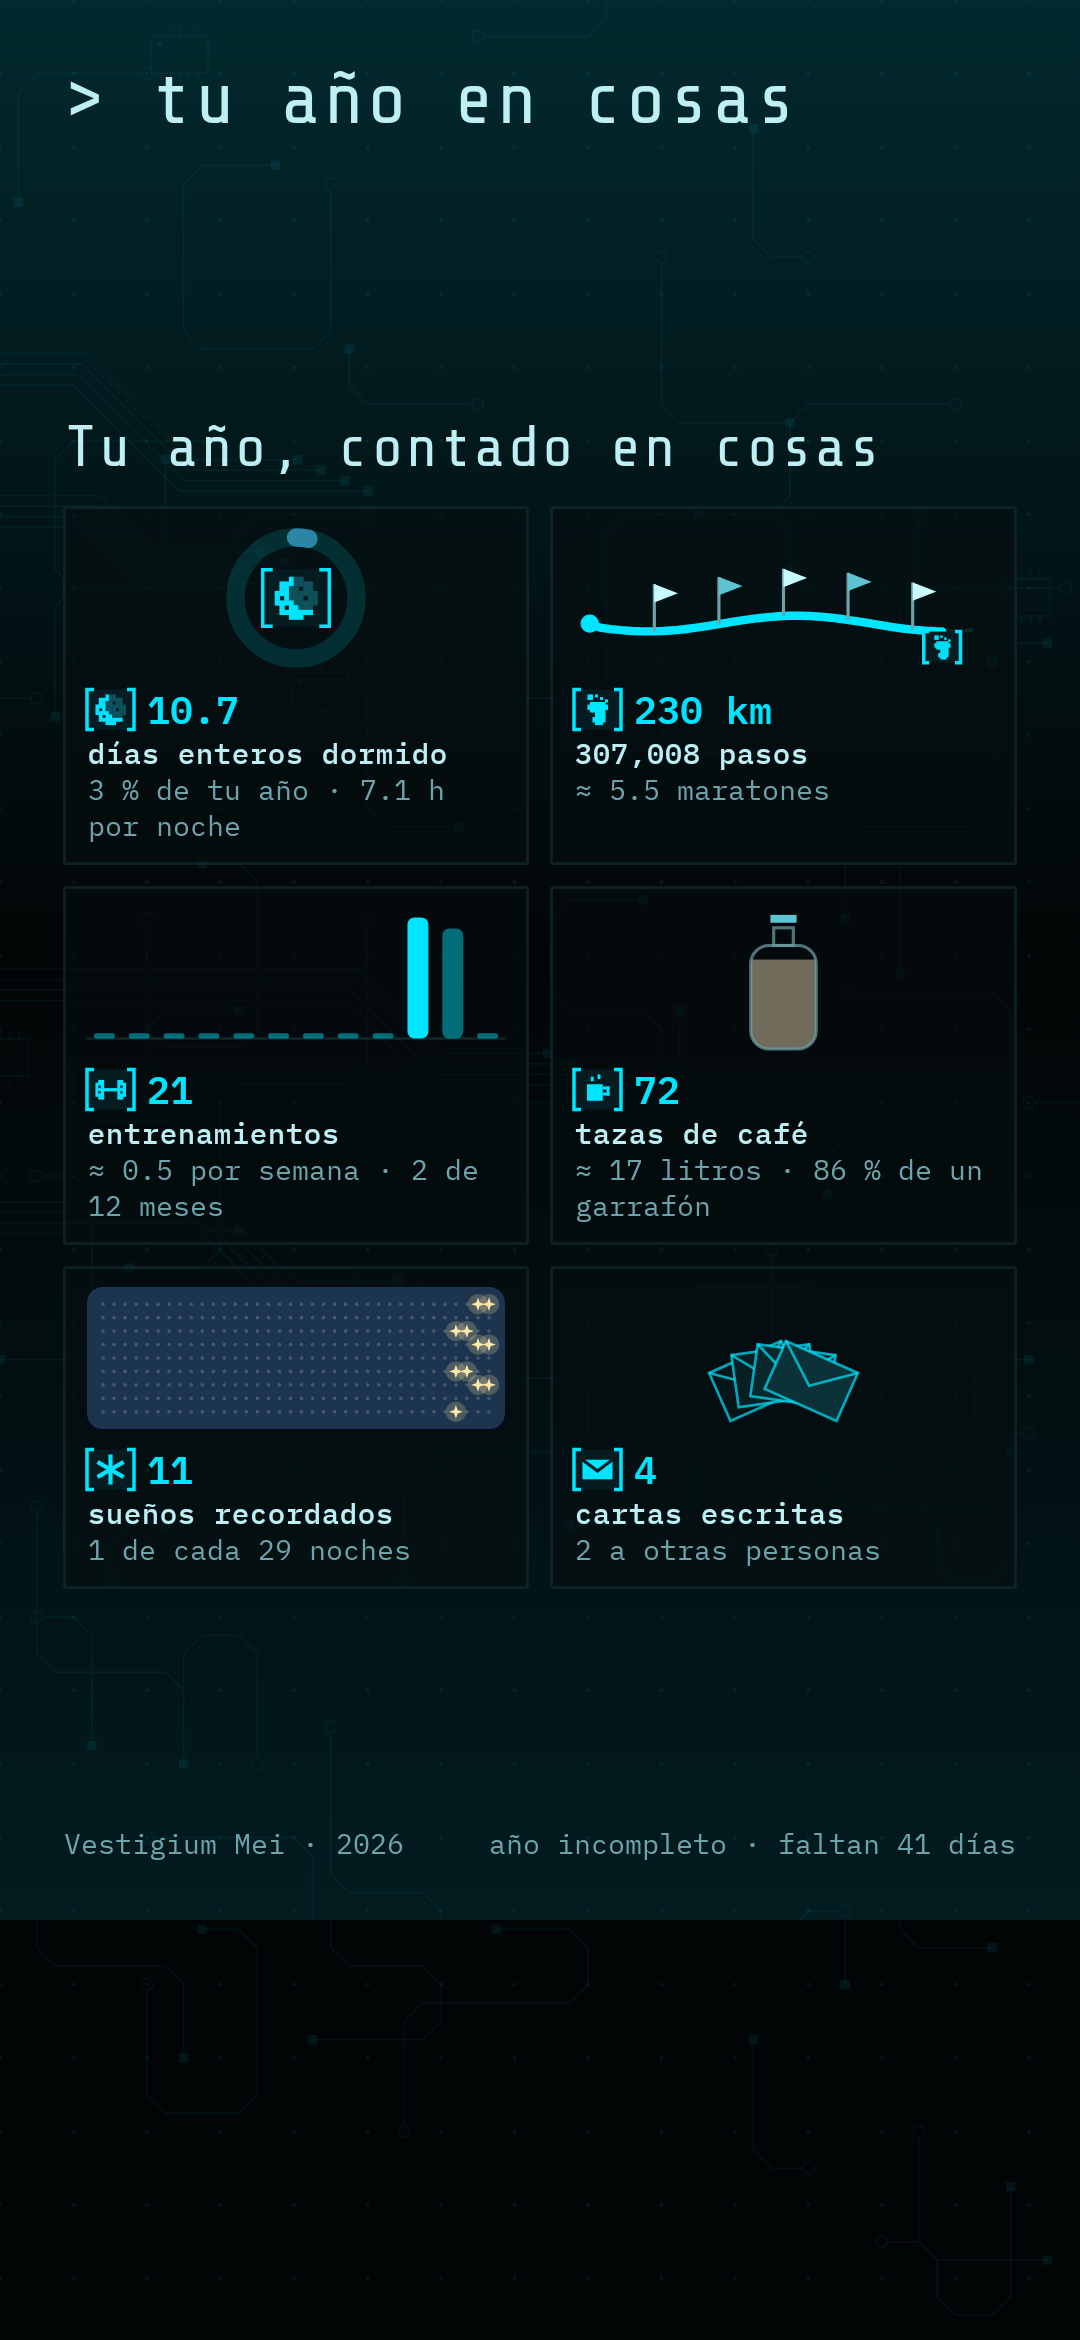 > tu año en cosas
Tu año, contado en cosas
10.7
días enteros dormido
3 % de tu año · 7.1 h
por noche
230 km
307,008 pasos
≈ 5.5 maratones
21
entrenamientos
≈ 0.5 por semana · 2 de
12 meses
72
tazas de café
≈ 17 litros · 86 % de un
garrafón
11
sueños recordados
1 de cada 29 noches
4
cartas escritas
2 a otras personas
Vestigium Mei · 2026
año incompleto · faltan 41 días